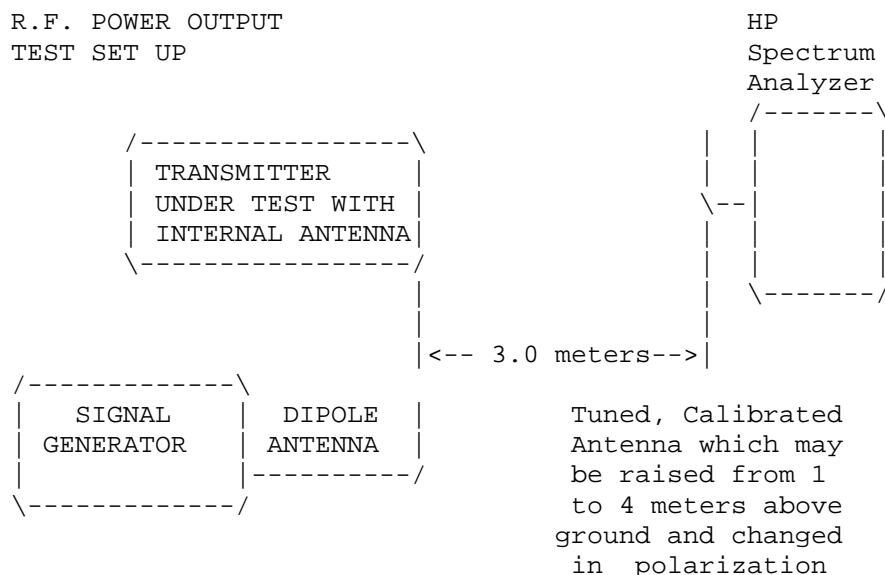 R.F. POWER OUTPUT
TEST SET UP
HP
Spectrum
Analyzer
TRANSMITTER
UNDER TEST WITH
INTERNAL ANTENNA
<-- 3.0 meters-->
SIGNAL
GENERATOR
DIPOLE
ANTENNA
Tuned, Calibrated
Antenna which may
be raised from 1
to 4 meters above
ground and changed
in polarization